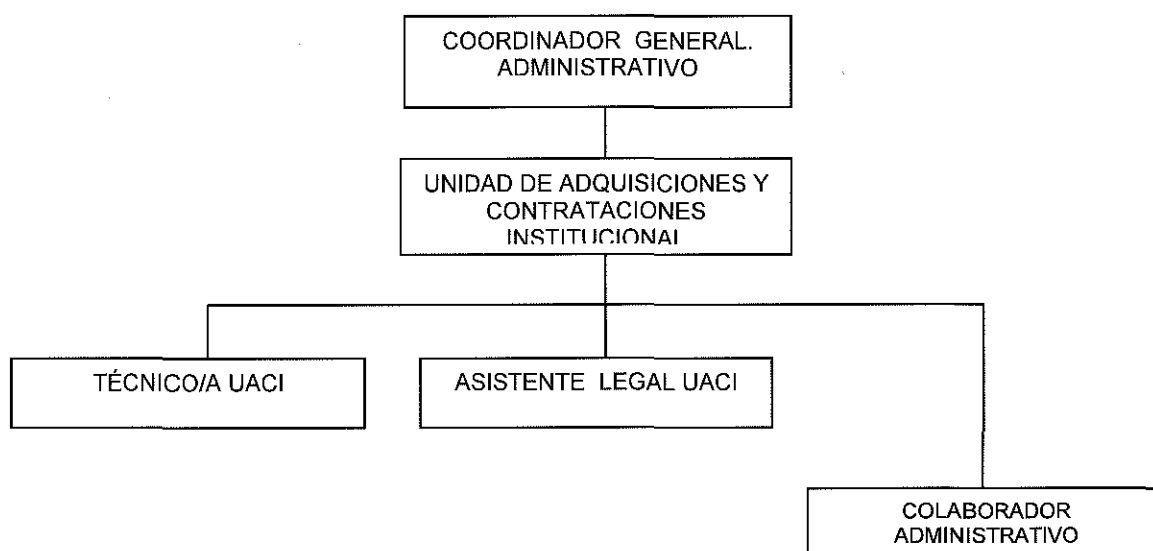 COORDINADOR GENERAL.
ADMINISTRATIVO
UNIDAD DE ADQUISICIONES Y
CONTRATACIONES
INSTITUCIONAL
TÉCNICO/A UACI
ASISTENTE LEGAL UACI
COLABORADOR
ADMINISTRATIVO